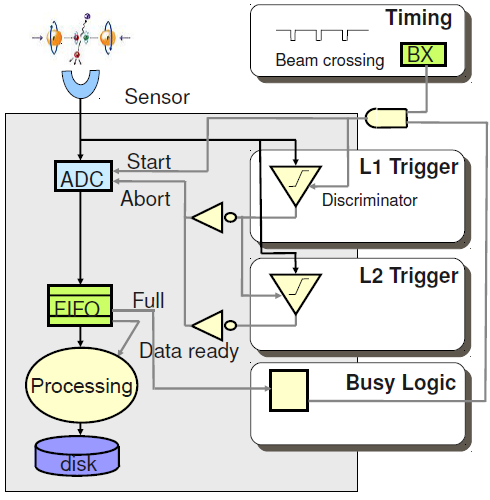 Timing
Beam crossing
BX
Sensor
Start
ADC
Abort
L1 Trigger
Discriminator
L2 Trigger
FIFO
Full
Data ready
Processing
Busy Logic
disk